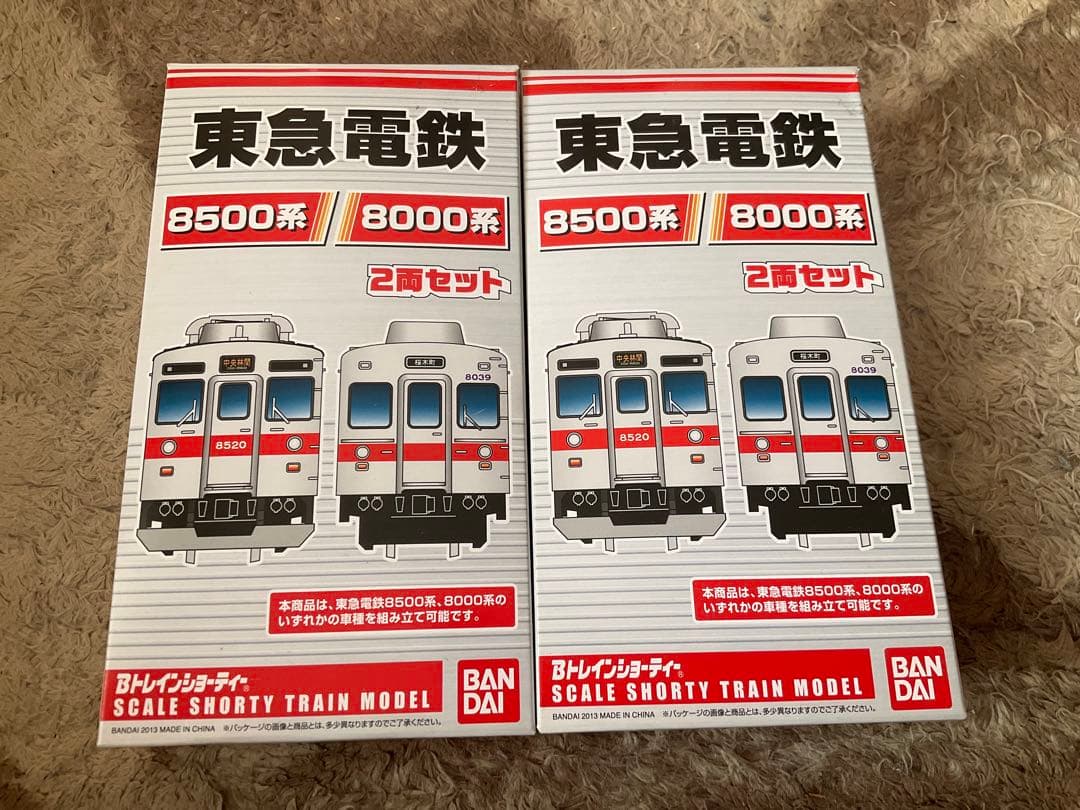 東急電鉄
8500系
8000系
2両セット
中央林間
桜木町
8039
8520
本商品は、東急電鉄8500系、8000系の
いずれかの車種を組み立て可能です。
Bトレインショーティー®
SCALE SHORTY TRAIN MODEL
BAN
DAI
BANDAI 2013 MADE IN CHINA ※パッケージの画像と商品とは、多少異なりますのでご了承ください。
東急電鉄
8500系
8000系
2両セット
中央林間
桜木町
8039
8520
本商品は、東急電鉄8500系、8000系の
いずれかの車種を組み立て可能です。
Bトレインショーティー®
SCALE SHORTY TRAIN MODEL
BAN
DAI
BANDAI 2013 MADE IN CHINA ※パッケージの画像と商品とは、多少異なりますのでご了承ください。